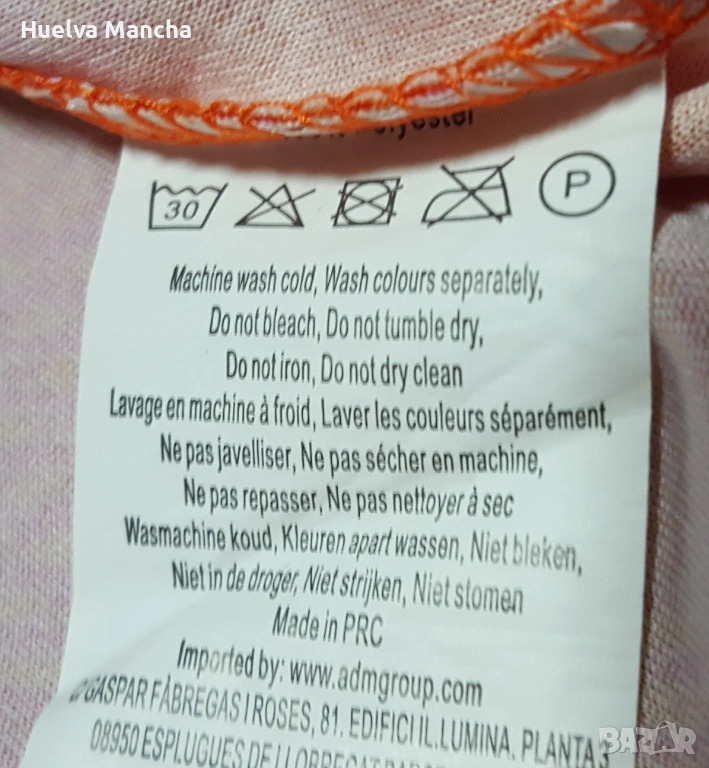 Huelva Mancha
Polyester
30
P
Machine wash cold, Wash colours separately,
Do not bleach, Do not tumble dry,
Do not iron, Do not dry clean
Lavage en machine à froid, Laver les couleurs séparément,
Ne pas javelliser, Ne pas sécher en machine,
Ne pas repasser, Ne pas nettoyer à sec
Wasmachine koud, Kleuren apart wassen, Niet bleken,
Niet in de droger, Niet strijken, Niet stomen
Made in PRC
Imported by: www.admgroup.com
C/ GASPAR FÀBREGAS I ROSES, 81. EDIFICI IL.LUMINA. PLANTA 3
08950 ESPLUGUES DE LLOBREGAT
BAZAR